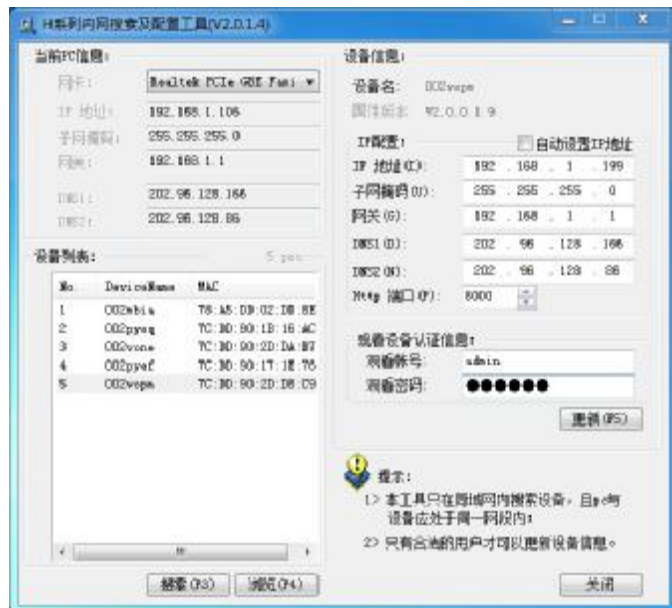 H系列内网搜索及配置工具(V2.0.1.4)
当前PC信息:
网卡: Realtek PCIe GBE Fami
IP 地址: 192.168.1.106
子网掩码: 255.255.255.0
网关: 192.168.1.1
DNS1: 202.96.128.166
DNS2: 202.96.128.86
设备列表: 5 pcs
No. DeviceName MAC
1 002mbia
2 002pyeq
3 002vone
4 002pyef
5 002vopm
搜索(F3) 浏览(F4)
设备信息:
设备名: 002vopm
固件版本: V2.0.0.1.9
IP配置: 自动设置IP地址
IP 地址(I): 192 . 168 . 1 . 199
子网掩码(U): 255 . 255 . 255 . 0
网关(G): 192 . 168 . 1 . 1
DNS1(D): 202 . 96 . 128 . 166
DNS2(N): 202 . 96 . 128 . 86
Http 端口(P): 8000
观看设备认证信息:
观看帐号: admin
观看密码: ●●●●●●
更新(F5)
提示:
1> 本工具只在局域网内搜索设备，且pc与
设备应处于同一网段内;
2> 只有合法的用户才可以更新设备信息。
关闭